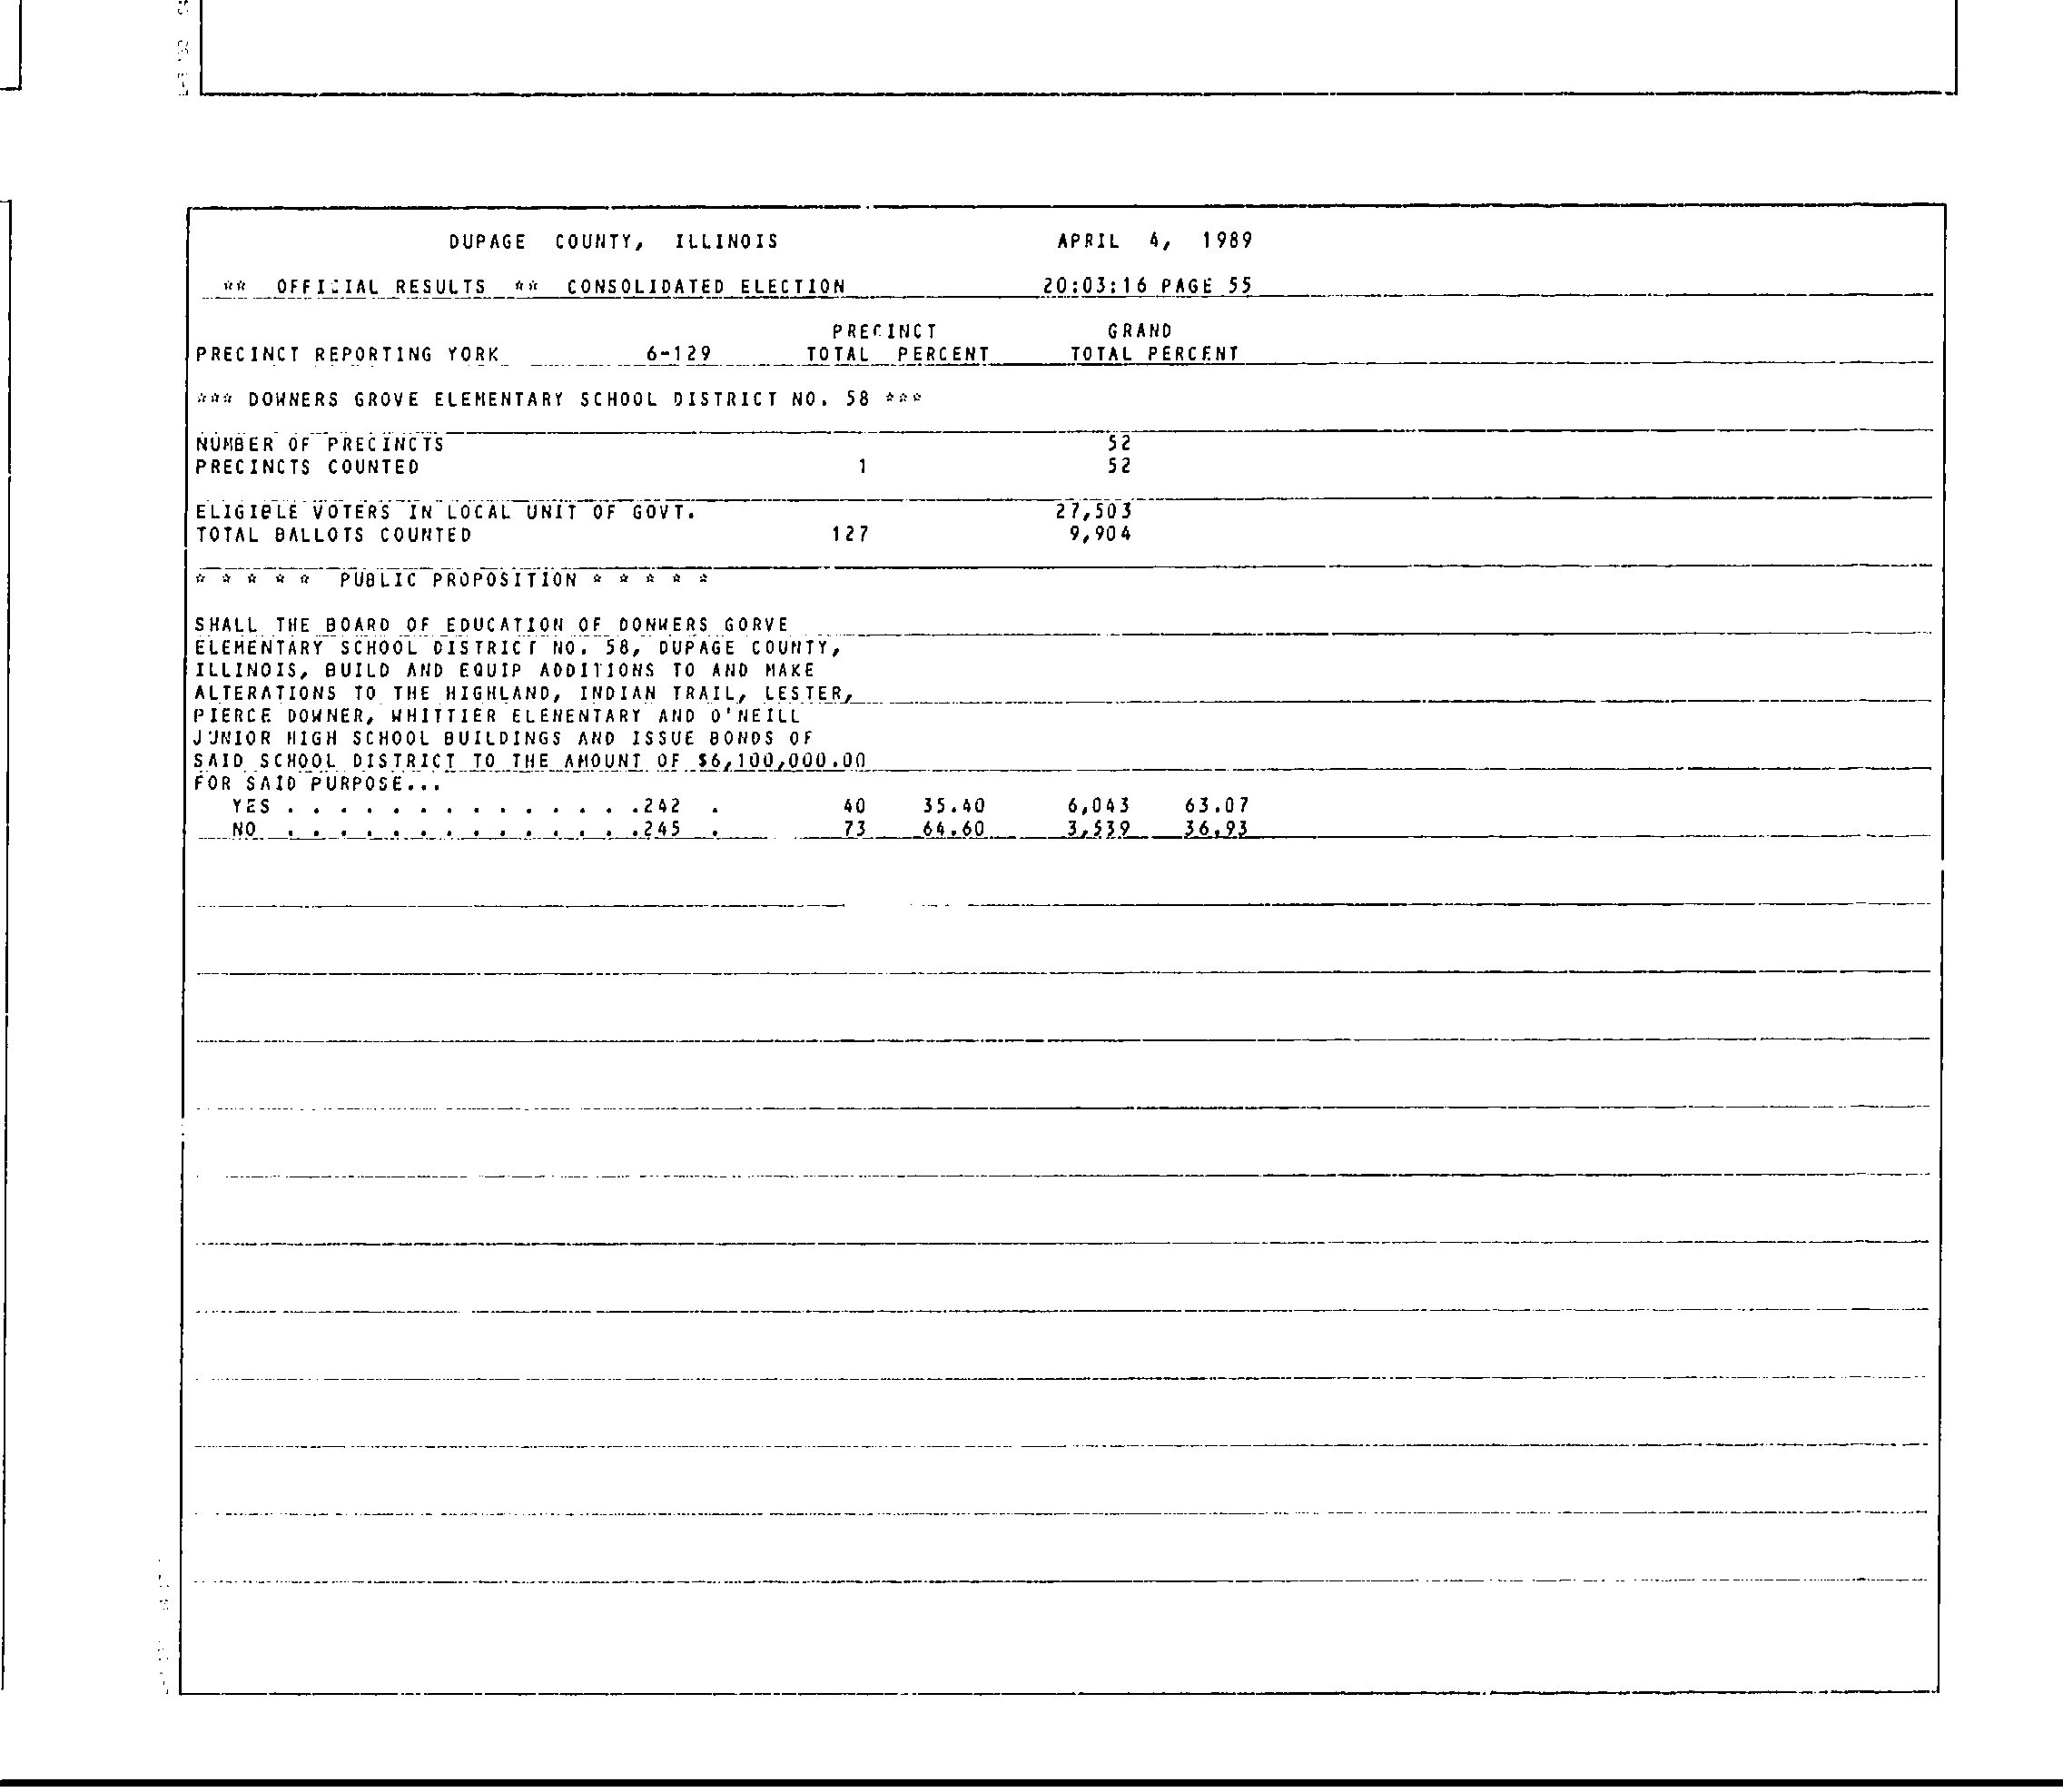 DUPAGE COUNTY, ILLINOIS APRIL 4, 1989
** OFFICIAL RESULTS ** CONSOLIDATED ELECTION 20:03:16 PAGE 55
PRECINCT GRAND
PRECINCT REPORTING YORK 6-129 TOTAL PERCENT TOTAL PERCENT
*** DOWNERS GROVE ELEMENTARY SCHOOL DISTRICT NO. 58 ***
NUMBER OF PRECINCTS 52
PRECINCTS COUNTED 1 52
ELIGIBLE VOTERS IN LOCAL UNIT OF GOVT. 27,503
TOTAL BALLOTS COUNTED 127 9,904
* * * * * PUBLIC PROPOSITION * * * * *
SHALL THE BOARD OF EDUCATION OF DONWERS GORVE
ELEMENTARY SCHOOL DISTRICT NO. 58, DUPAGE COUNTY,
ILLINOIS, BUILD AND EQUIP ADDITIONS TO AND MAKE
ALTERATIONS TO THE HIGHLAND, INDIAN TRAIL, LESTER,
PIERCE DOWNER, WHITTIER ELEMENTARY AND O'NEILL
JUNIOR HIGH SCHOOL BUILDINGS AND ISSUE BONDS OF
SAID SCHOOL DISTRICT TO THE AMOUNT OF $6,100,000.00
FOR SAID PURPOSE...
YES . . . . . . . . . . . . . .242 . 40 35.40 6,043 63.07
NO . . . . . . . . . . . . . .245 . 73 64.60 3,539 36.93